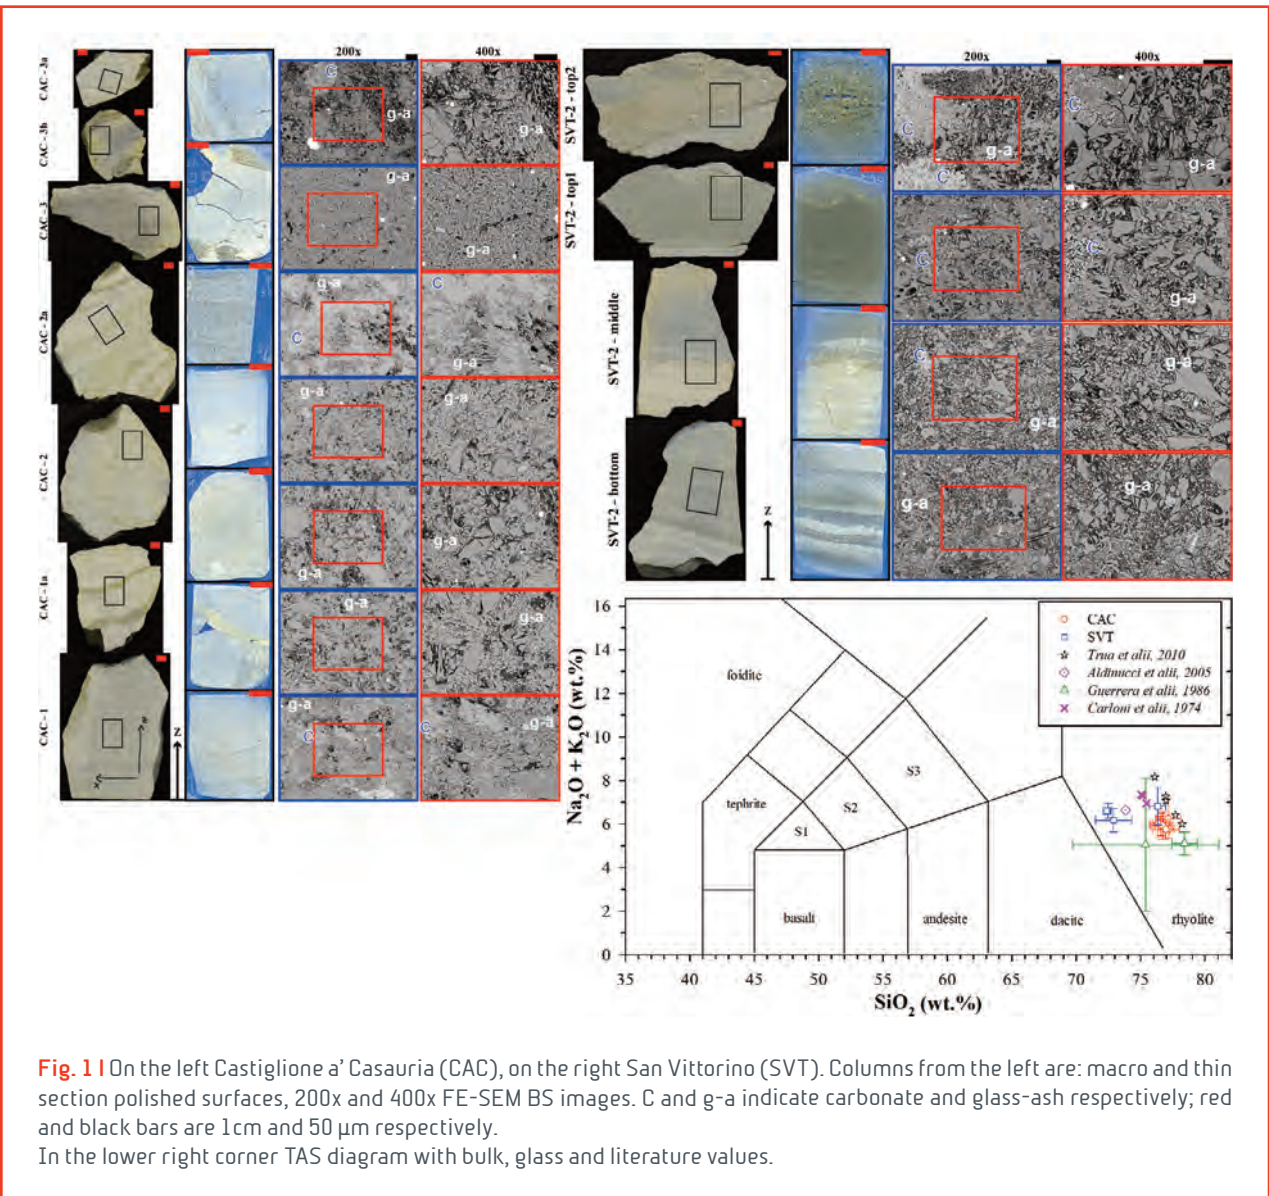 200x
400x
CAC - 3a
C
g-a
g-a
CAC - 3b
CAC - 3
g-a
g-a
CAC - 2a
g-a
C
C
g-a
CAC - 2
g-a
g-a
g-a
g-a
CAC - 1a
g-a
g-a
CAC - 1
g-a
C
C
g-a
z
200x
400x
SVT-2 - top2
C
g-a
C
C
g-a
SVT-2 - top1
C
C
g-a
SVT-2 - middle
C
g-a
g-a
SVT-2 - bottom
g-a
g-a
z
Na2O + K2O (wt.%)
16
14
12
10
8
6
4
2
0
foidite
tephrite
S1
S2
S3
basalt
andesite
dacite
rhyolite
CAC
SVT
Trua et alii, 2010
Aldinucci et alii, 2005
Guerrera et alii, 1986
Carloni et alii, 1974
35 40 45 50 55 60 65 70 75 80
SiO2 (wt.%)
Fig. 1 | On the left Castiglione a' Casauria (CAC), on the right San Vittorino (SVT). Columns from the left are: macro and thin
section polished surfaces, 200x and 400x FE-SEM BS images. C and g-a indicate carbonate and glass-ash respectively; red
and black bars are 1cm and 50 µm respectively.
In the lower right corner TAS diagram with bulk, glass and literature values.